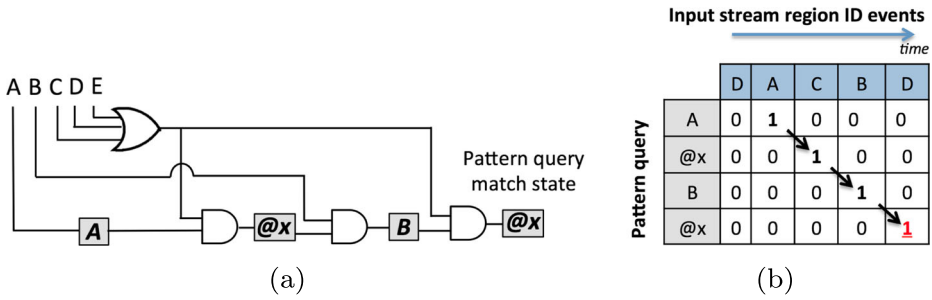 A B C D E
A
@x
B
@x
Pattern query
match state
(a)
Input stream region ID events
time
Pattern query
D A C B D
A 0 1 0 0 0
@x 0 0 1 0 0
B 0 0 0 1 0
@x 0 0 0 0 1
(b)